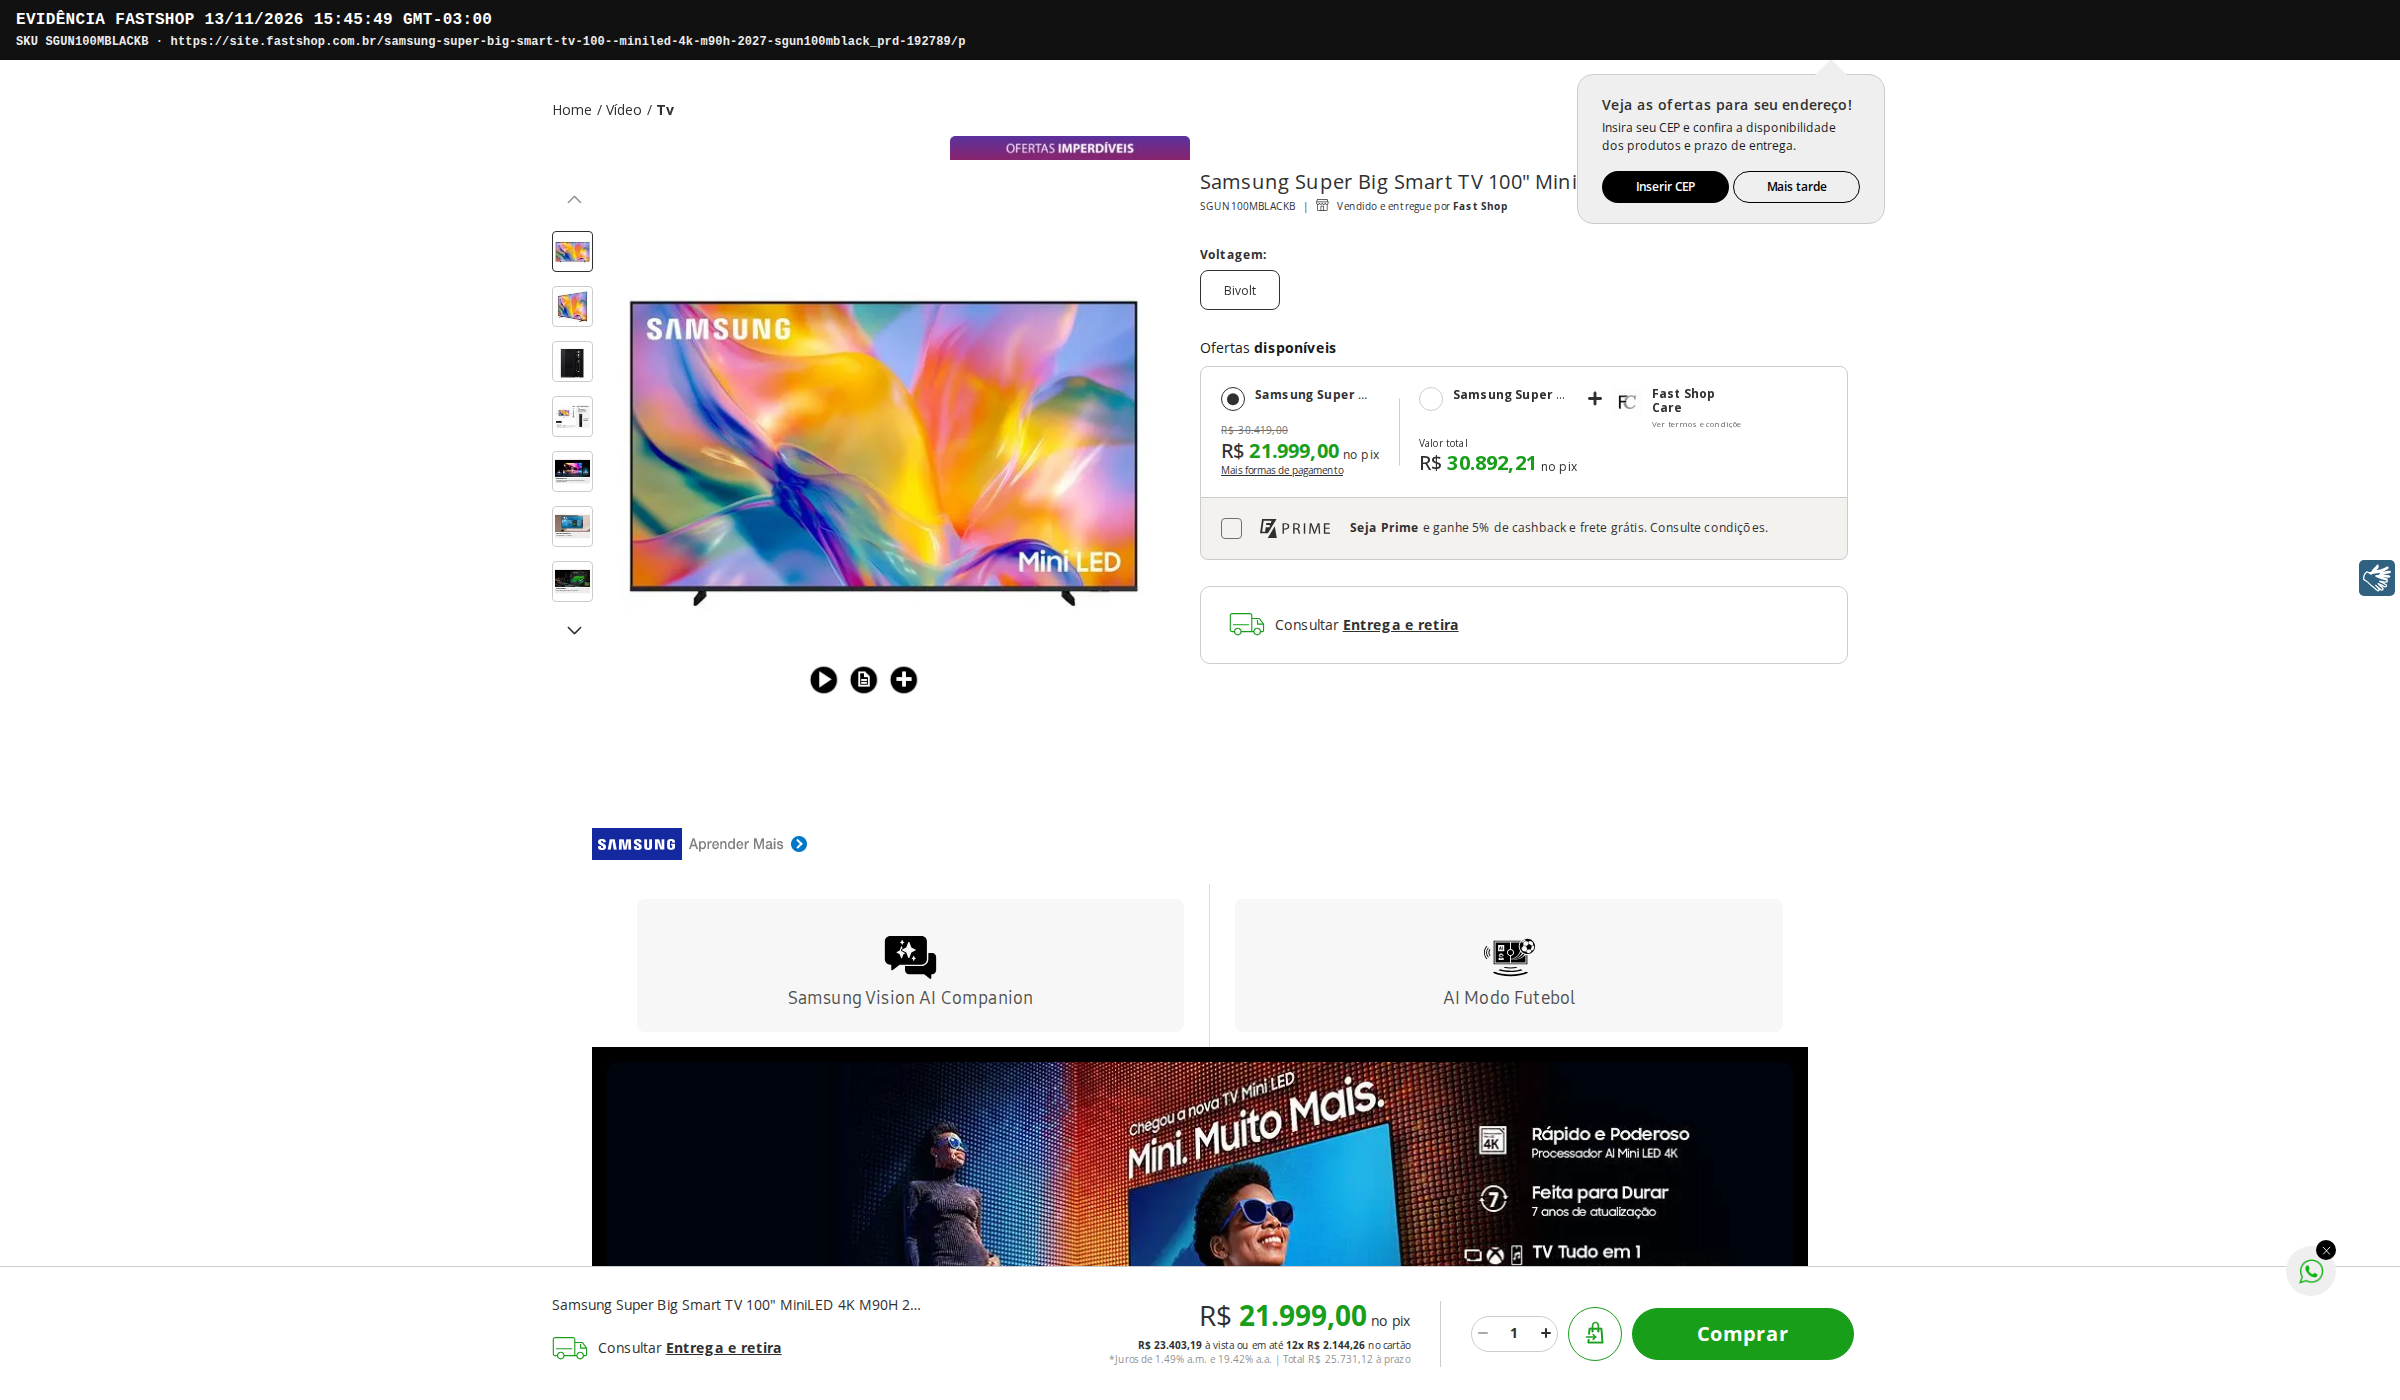 EVIDÊNCIA FASTSHOP 13/11/2026 15:45:49 GMT-03:00
SKU SGUN100MBLACKB · https://site.fastshop.com.br/samsung-super-big-smart-tv-100--miniled-4k-m90h-2027-sgun100mblack_prd-192789/p
Home / Vídeo / Tv
OFERTAS IMPERDÍVEIS
Veja as ofertas para seu endereço!
Insira seu CEP e confira a disponibilidade
dos produtos e prazo de entrega.
Inserir CEP
Mais tarde
Samsung Super Big Smart TV 100" Mini
SGUN100MBLACKB | Vendido e entregue por Fast Shop
Voltagem:
Bivolt
SAMSUNG
Mini LED
Ofertas disponíveis
Samsung Super ...
R$ 30.419,00
R$ 21.999,00 no pix
Mais formas de pagamento
Samsung Super ...
+
FC
Fast Shop
Care
Ver termos e condiçõe
Valor total
R$ 30.892,21 no pix
PRIME
Seja Prime e ganhe 5% de cashback e frete grátis. Consulte condições.
Consultar Entrega e retira
SAMSUNG Aprender Mais
Samsung Vision AI Companion
AI Modo Futebol
Chegou a nova TV Mini LED
Mini. Muito Mais.
4K
Rápido e Poderoso
Processador AI Mini LED 4K
7
Feita para Durar
7 anos de atualização
TV Tudo em 1
Samsung Super Big Smart TV 100" MiniLED 4K M90H 2...
Consultar Entrega e retira
R$ 21.999,00 no pix
R$ 23.403,19 à vista ou em até 12x R$ 2.144,26 no cartão
*Juros de 1.49% a.m. e 19.42% a.a. | Total R$ 25.731,12 à prazo
− 1 +
Comprar